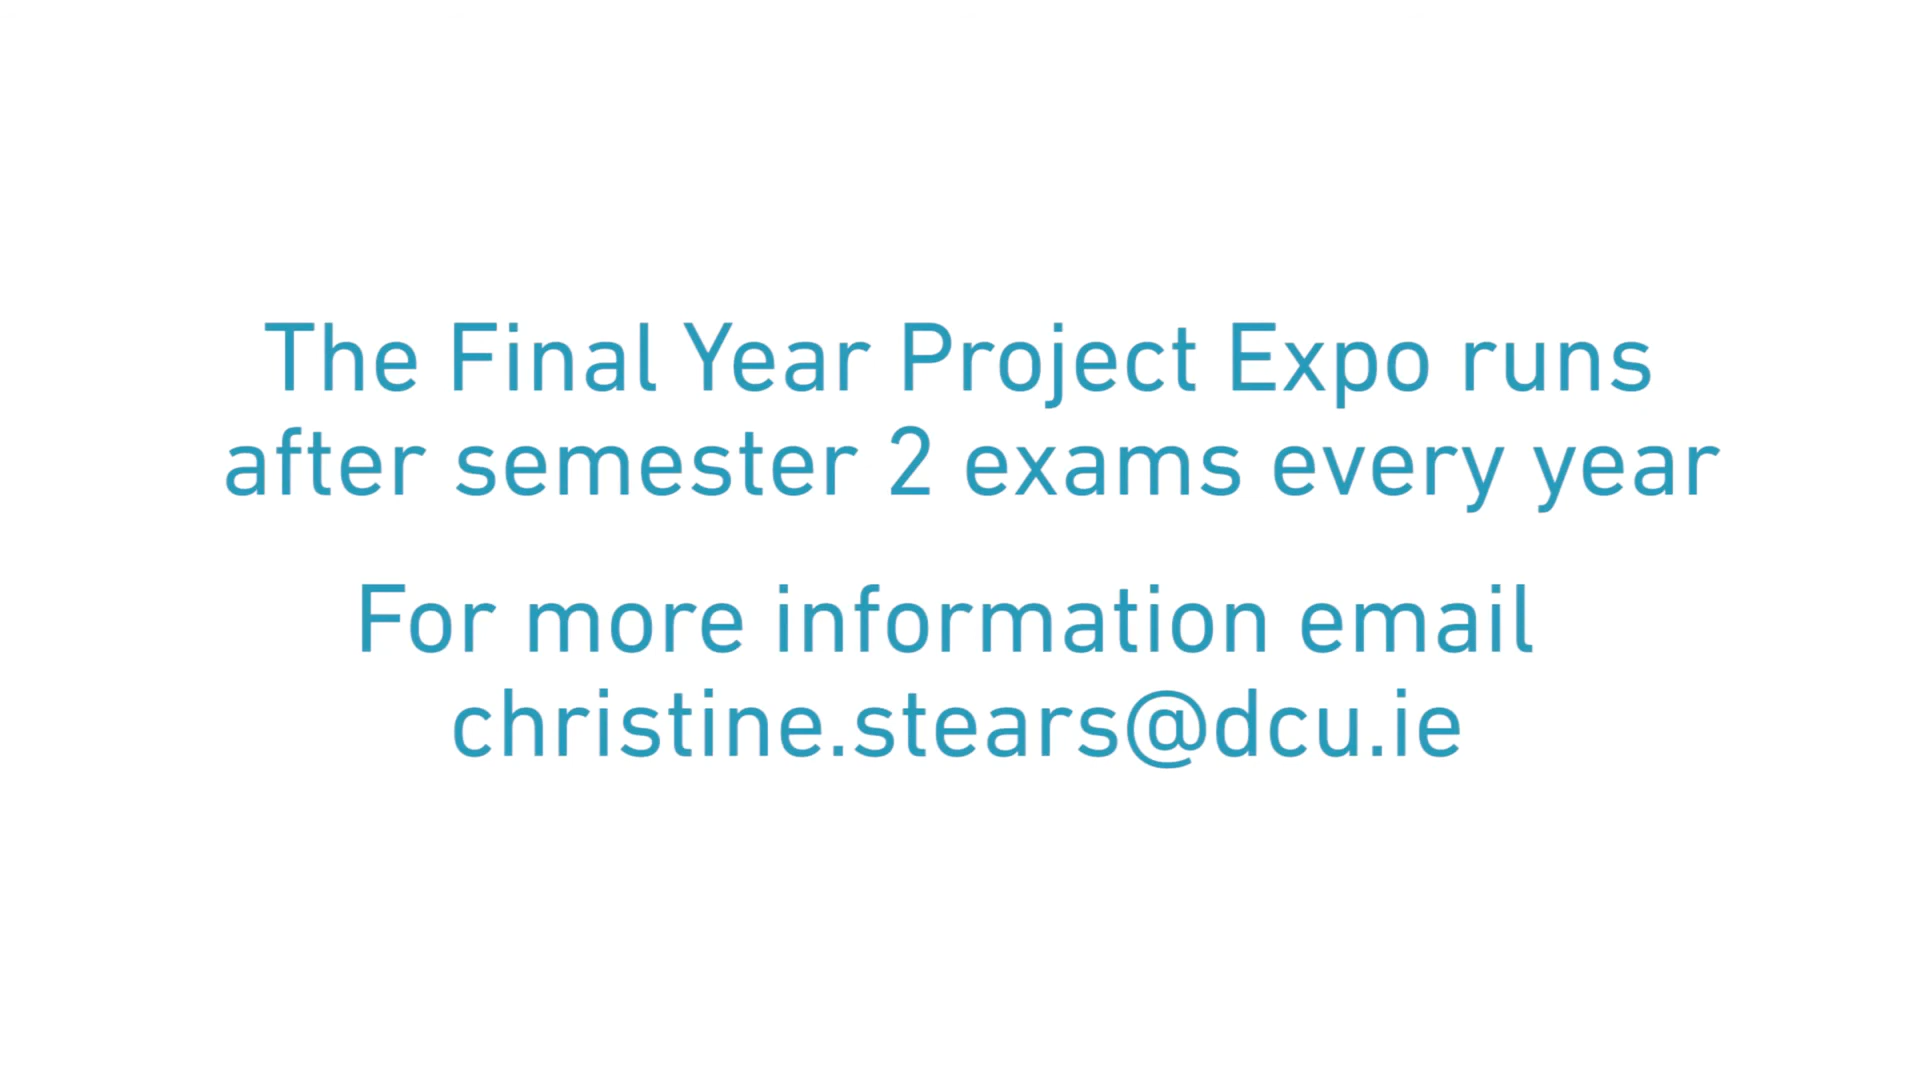 The Final Year Project Expo runs
after semester 2 exams every year
For more information email
christine.stears@dcu.ie